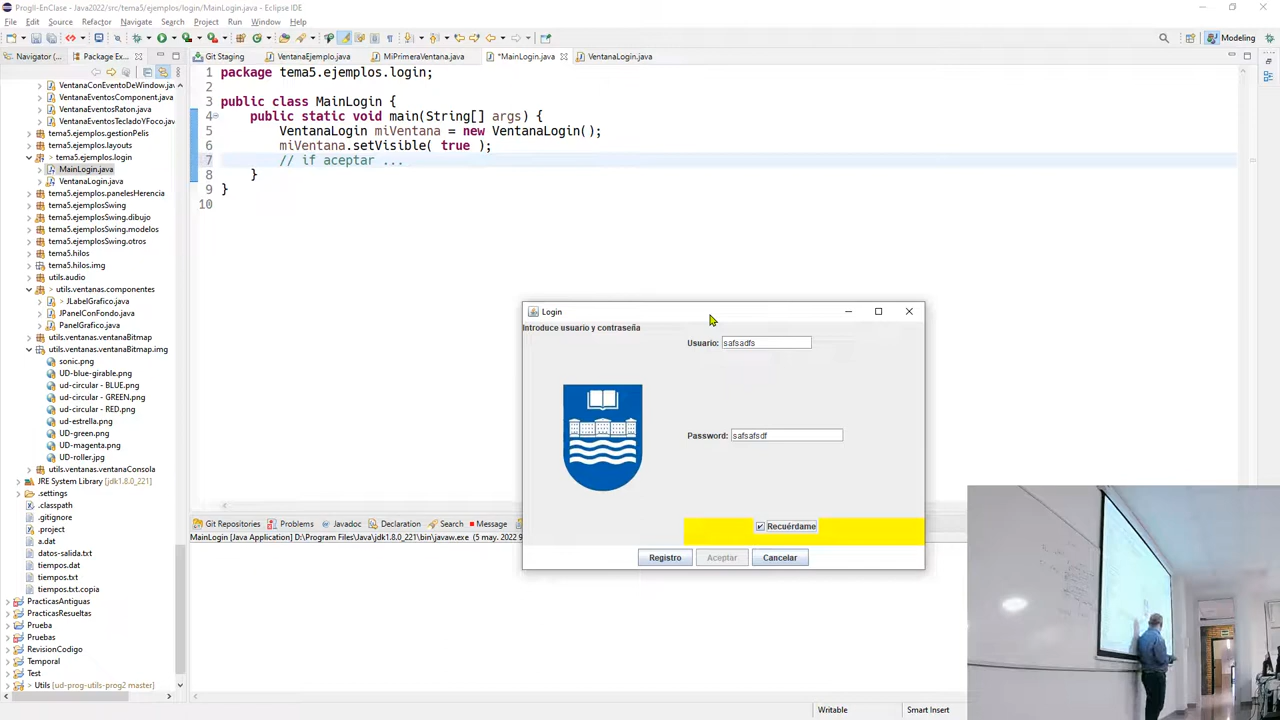 ProgII-EnClase - Java2022/src/tema5/ejemplos/login/MainLogin.java - Eclipse IDE
File Edit Source Refactor Navigate Search Project Run Window Help
Modeling
Navigator (... Package Ex...
Git Staging VentanaEjemplo.java MiPrimeraVentana.java *MainLogin.java VentanaLogin.java
VentanaConEventoDeWindow.java
VentanaEventosComponent.java
VentanaEventosRaton.java
VentanaEventosTecladoYFoco.java
tema5.ejemplos.gestionPelis
tema5.ejemplos.layouts
> tema5.ejemplos.login
MainLogin.java
VentanaLogin.java
tema5.ejemplos.panelesHerencia
tema5.ejemplosSwing
tema5.ejemplosSwing.dibujo
tema5.ejemplosSwing.modelos
tema5.ejemplosSwing.otros
tema5.hilos
tema5.hilos.img
utils.audio
> utils.ventanas.componentes
> JLabelGrafico.java
JPanelConFondo.java
PanelGrafico.java
utils.ventanas.ventanaBitmap
utils.ventanas.ventanaBitmap.img
sonic.png
UD-blue-girable.png
ud-circular - BLUE.png
ud-circular - GREEN.png
ud-circular - RED.png
ud-estrella.png
UD-green.png
UD-magenta.png
UD-roller.jpg
utils.ventanas.ventanaConsola
JRE System Library [jdk1.8.0_221]
.settings
.classpath
.gitignore
.project
a.dat
datos-salida.txt
tiempos.dat
tiempos.txt
tiempos.txt.copia
PracticasAntiguas
PracticasResueltas
Prueba
Pruebas
RevisionCodigo
Temporal
Test
> Utils [ud-prog-utils-prog2 master]
1 package tema5.ejemplos.login;
2
3 public class MainLogin {
4 public static void main(String[] args) {
5 VentanaLogin miVentana = new VentanaLogin();
6 miVentana.setVisible( true );
7 // if aceptar ...
8 }
9 }
10
Login
Introduce usuario y contraseña
Usuario: safsadfs
Password: safsafsdf
Recuérdame
Registro Aceptar Cancelar
Git Repositories Problems Javadoc Declaration Search Message
MainLogin [Java Application] D:\Program Files\Java\jdk1.8.0_221\bin\javaw.exe (5 may. 2022 9
Writable Smart Insert